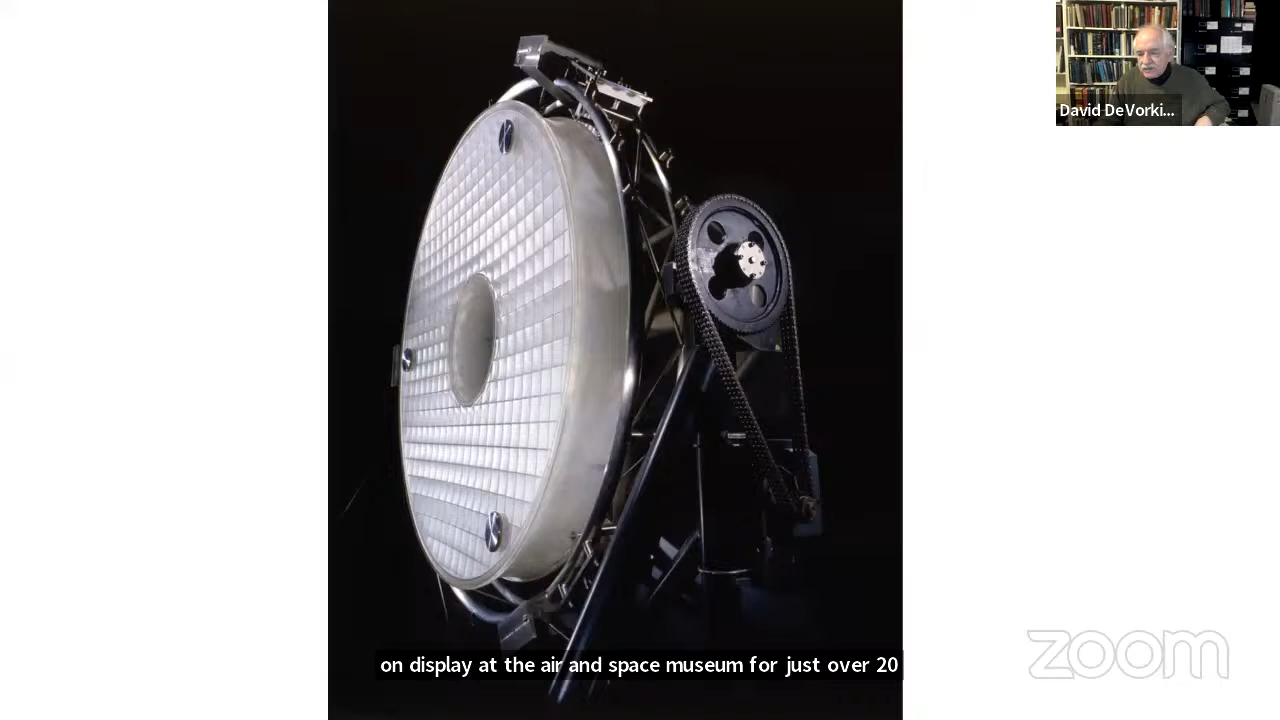 David DeVorki...
on display at the air and space museum for just over 20
zoom